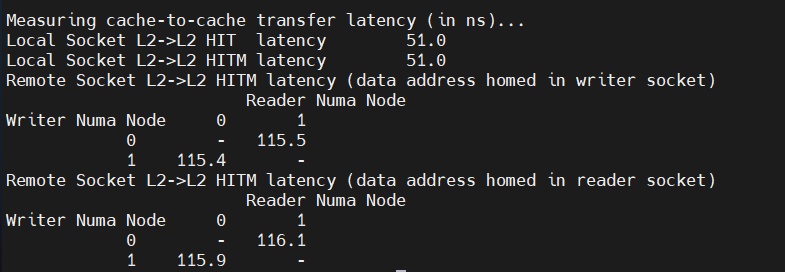 Measuring cache-to-cache transfer latency (in ns)...
Local Socket L2->L2 HIT  latency        51.0
Local Socket L2->L2 HITM latency        51.0
Remote Socket L2->L2 HITM latency (data address homed in writer socket)
                        Reader Numa Node
Writer Numa Node     0       1
            0        -   115.5
            1    115.4       -
Remote Socket L2->L2 HITM latency (data address homed in reader socket)
                        Reader Numa Node
Writer Numa Node     0       1
            0        -   116.1
            1    115.9       -